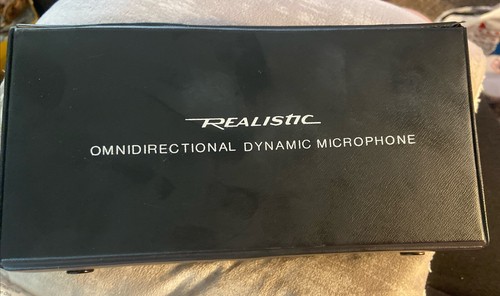 REALISTIC
OMNIDIRECTIONAL DYNAMIC MICROPHONE